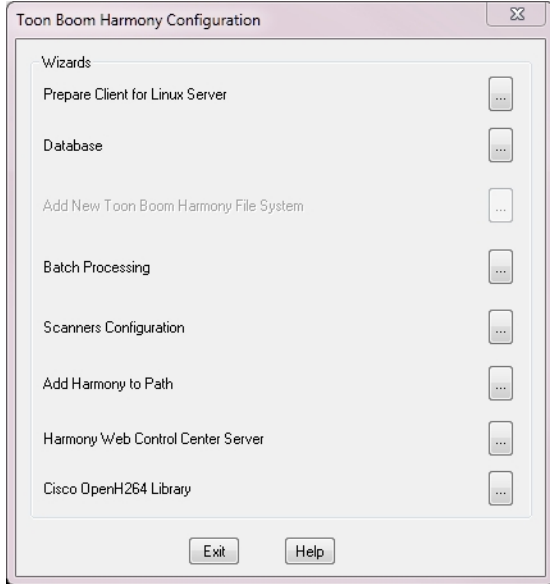 Toon Boom Harmony Configuration
Wizards
Prepare Client for Linux Server
...
Database
...
Add New Toon Boom Harmony File System
...
Batch Processing
...
Scanners Configuration
...
Add Harmony to Path
...
Harmony Web Control Center Server
...
Cisco OpenH264 Library
...
Exit
Help